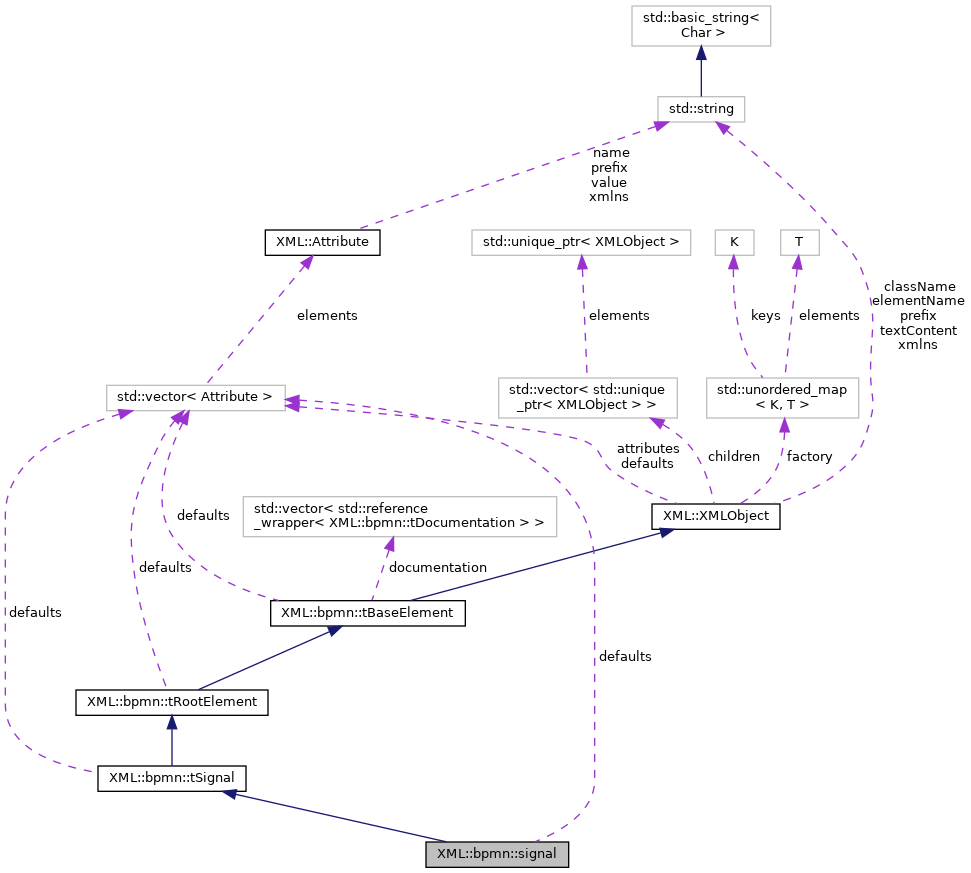 std::basic_string<
Char >
std::string
name
prefix
value
xmlns
XML::Attribute
std::unique_ptr< XMLObject >
K
T
className
elementName
prefix
textContent
xmlns
elements
elements
keys
elements
std::vector< Attribute >
std::vector< std::unique
_ptr< XMLObject > >
std::unordered_map
< K, T >
attributes
defaults
children
factory
std::vector< std::reference
_wrapper< XML::bpmn::tDocumentation > >
defaults
XML::XMLObject
defaults
documentation
XML::bpmn::tBaseElement
defaults
defaults
XML::bpmn::tRootElement
XML::bpmn::tSignal
XML::bpmn::signal